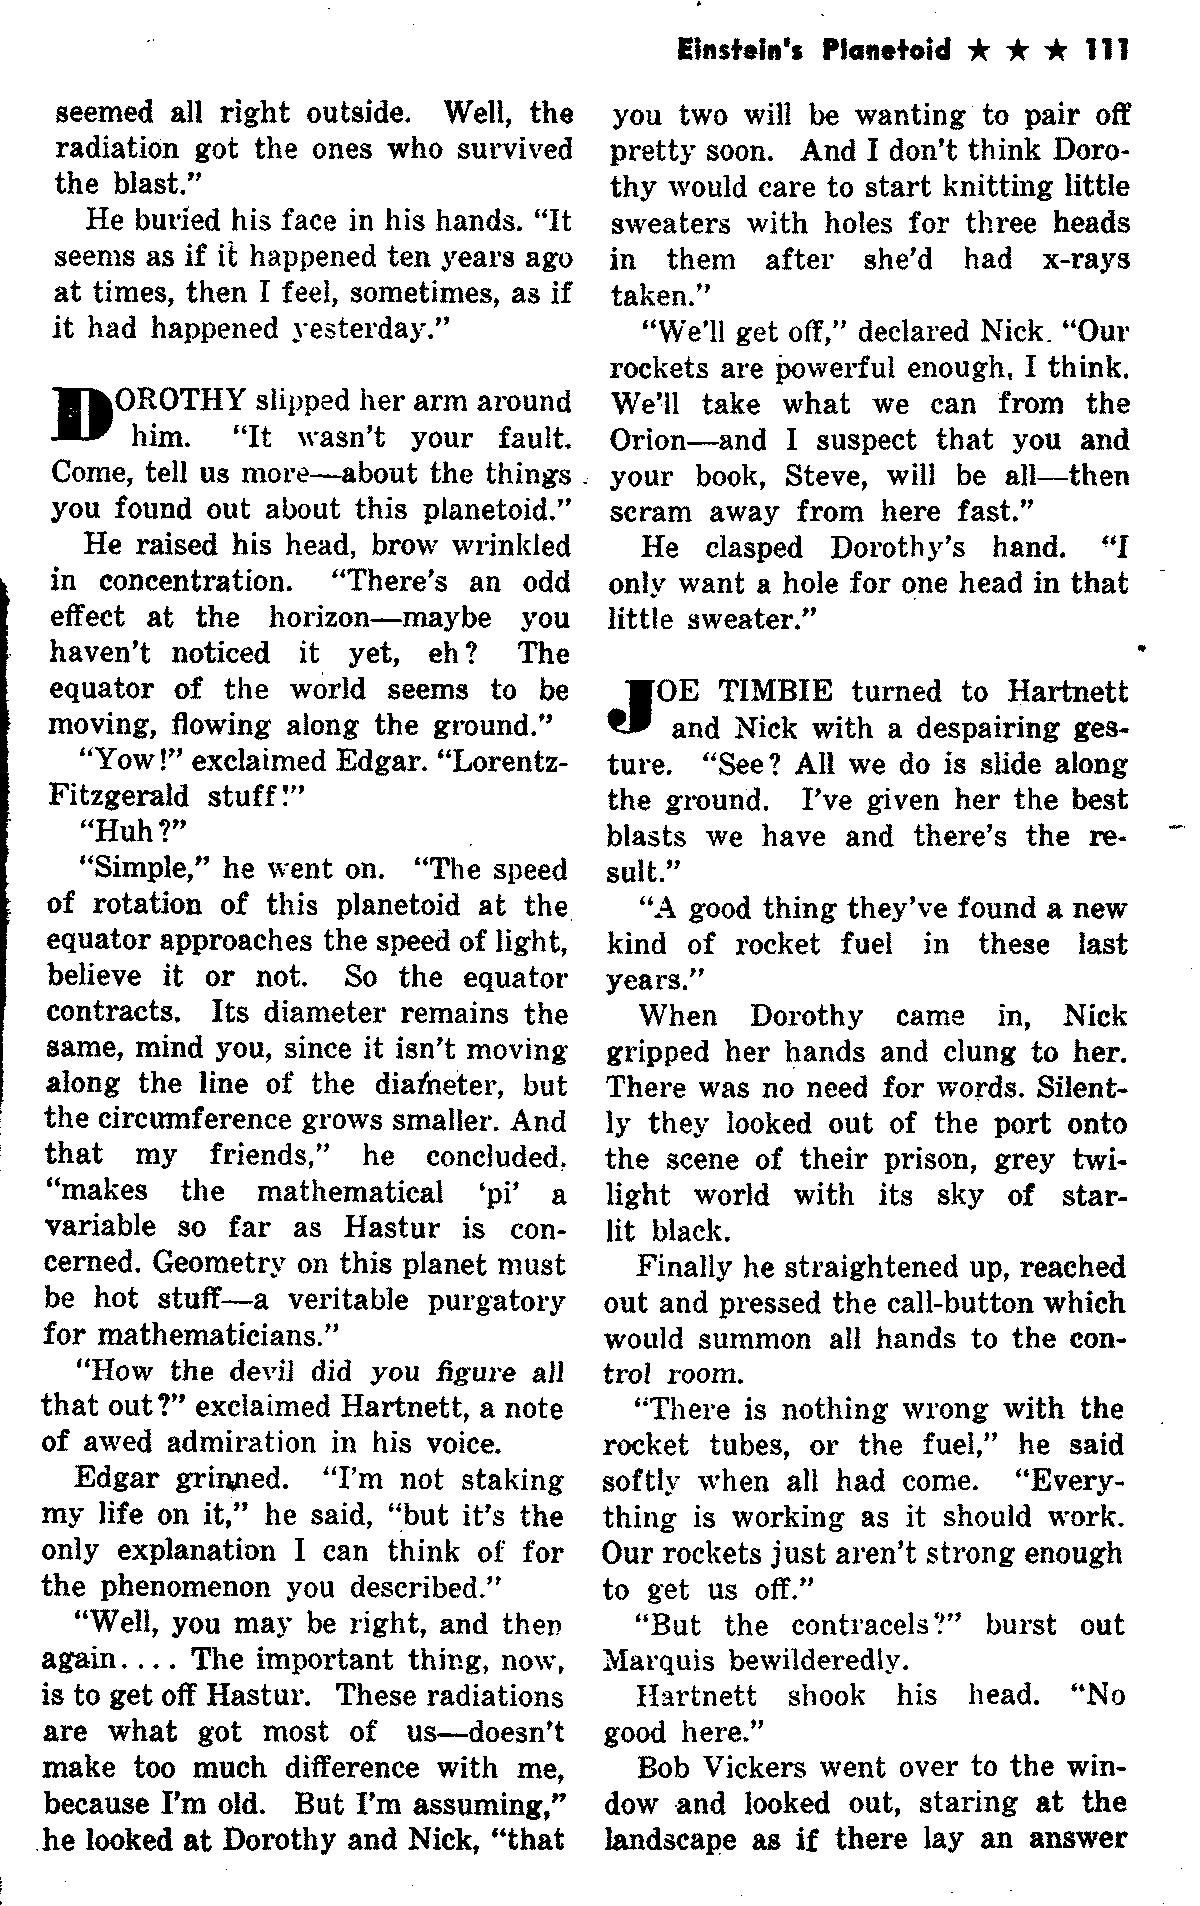 Einstein's Planetoid ★ ★ ★ 111
seemed all right outside. Well, the
radiation got the ones who survived
the blast."
He buried his face in his hands. "It
seems as if it happened ten years ago
at times, then I feel, sometimes, as if
it had happened yesterday."
DOROTHY slipped her arm around
him. "It wasn't your fault.
Come, tell us more—about the things
you found out about this planetoid."
He raised his head, brow wrinkled
in concentration. "There's an odd
effect at the horizon—maybe you
haven't noticed it yet, eh? The
equator of the world seems to be
moving, flowing along the ground."
"Yow!" exclaimed Edgar. "Lorentz-
Fitzgerald stuff!"
"Huh?"
"Simple," he went on. "The speed
of rotation of this planetoid at the
equator approaches the speed of light,
believe it or not. So the equator
contracts. Its diameter remains the
same, mind you, since it isn't moving
along the line of the diameter, but
the circumference grows smaller. And
that my friends," he concluded,
"makes the mathematical 'pi' a
variable so far as Hastur is con-
cerned. Geometry on this planet must
be hot stuff—a veritable purgatory
for mathematicians."
"How the devil did you figure all
that out?" exclaimed Hartnett, a note
of awed admiration in his voice.
Edgar grinned. "I'm not staking
my life on it," he said, "but it's the
only explanation I can think of for
the phenomenon you described."
"Well, you may be right, and then
again.... The important thing, now,
is to get off Hastur. These radiations
are what got most of us—doesn't
make too much difference with me,
because I'm old. But I'm assuming,"
he looked at Dorothy and Nick, "that
you two will be wanting to pair off
pretty soon. And I don't think Doro-
thy would care to start knitting little
sweaters with holes for three heads
in them after she'd had x-rays
taken."
"We'll get off," declared Nick. "Our
rockets are powerful enough, I think.
We'll take what we can from the
Orion—and I suspect that you and
your book, Steve, will be all—then
scram away from here fast."
He clasped Dorothy's hand. "I
only want a hole for one head in that
little sweater."
JOE TIMBIE turned to Hartnett
and Nick with a despairing ges-
ture. "See? All we do is slide along
the ground. I've given her the best
blasts we have and there's the re-
sult."
"A good thing they've found a new
kind of rocket fuel in these last
years."
When Dorothy came in, Nick
gripped her hands and clung to her.
There was no need for words. Silent-
ly they looked out of the port onto
the scene of their prison, grey twi-
light world with its sky of star-
lit black.
Finally he straightened up, reached
out and pressed the call-button which
would summon all hands to the con-
trol room.
"There is nothing wrong with the
rocket tubes, or the fuel," he said
softly when all had come. "Every-
thing is working as it should work.
Our rockets just aren't strong enough
to get us off."
"But the contracels?" burst out
Marquis bewilderedly.
Hartnett shook his head. "No
good here."
Bob Vickers went over to the win-
dow and looked out, staring at the
landscape as if there lay an answer